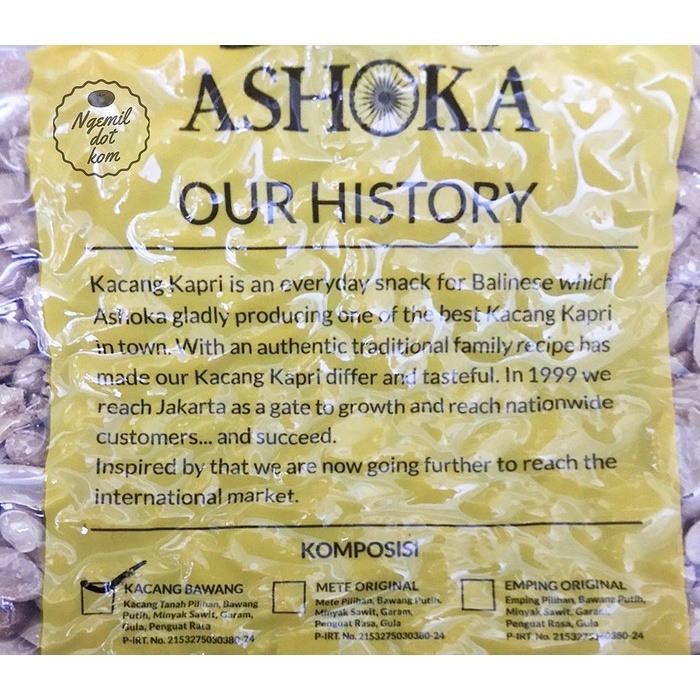 Ngemil
dot
kom
ASHOKA
OUR HISTORY
Kacang Kapri is an everyday snack for Balinese which
Ashoka gladly producing one of the best Kacang Kapri
in town. With an authentic traditional family recipe has
made our Kacang Kapri differ and tasteful. In 1999 we
reach Jakarta as a gate to growth and reach nationwide
customers... and succeed.
Inspired by that we are now going further to reach the
international market.
KOMPOSISI
KACANG BAWANG
Kacang Tanah Pilihan, Bawang
Putih, Minyak Sawit, Garam,
Gula, Penguat Rasa
P-IRT. No. 2153275030380-24
METE ORIGINAL
Mete Pilihan, Bawang Putih,
Minyak Sawit, Garam,
Penguat Rasa, Gula
P-IRT. No. 2153275030380-24
EMPING ORIGINAL
Emping Pilihan, Bawang Putih,
Minyak Sawit, Garam,
Penguat Rasa, Gula
P-IRT. No.